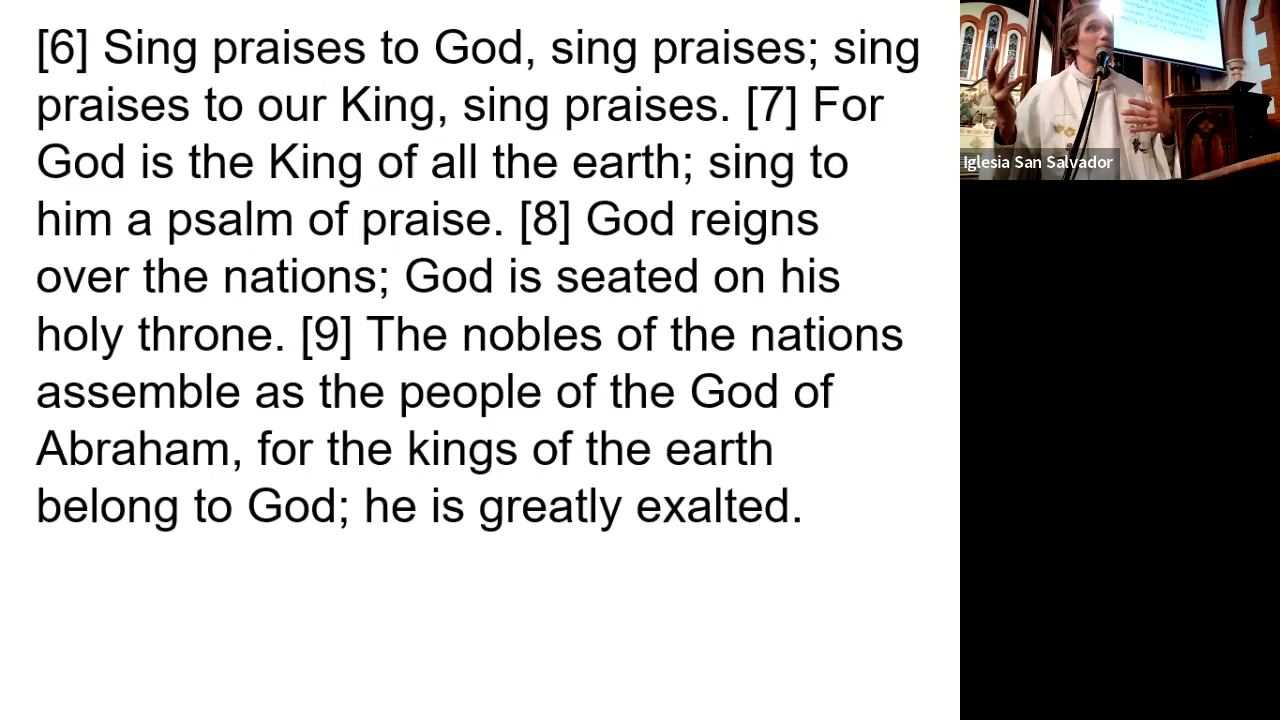 [6] Sing praises to God, sing praises; sing
praises to our King, sing praises. [7] For
God is the King of all the earth; sing to
him a psalm of praise. [8] God reigns
over the nations; God is seated on his
holy throne. [9] The nobles of the nations
assemble as the people of the God of
Abraham, for the kings of the earth
belong to God; he is greatly exalted.
Iglesia San Salvador